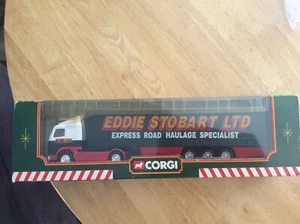 EDDIE STOBART LTD
EXPRESS ROAD HAULAGE SPECIALIST
CORGI